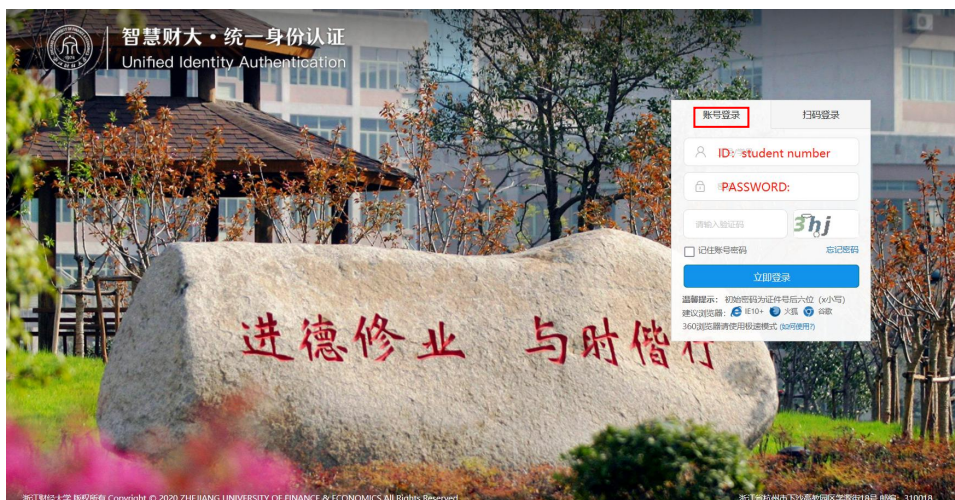 智慧财大·统一身份认证
Unified Identity Authentication
账号登录
扫码登录
ID: student number
PASSWORD:
请输入验证码
3hj
记住账号密码
忘记密码
立即登录
温馨提示： 初始密码为证件号后六位（x小写）
建议浏览器： IE10+ 火狐 谷歌
360浏览器请使用极速模式 (如何使用?)
进德修业 与时偕行
浙江财经大学 版权所有 Copyright © 2020 ZHEJIANG UNIVERSITY OF FINANCE & ECONOMICS All Rights Reserved
浙江省杭州市下沙高教园区学源街18号 邮编：310018